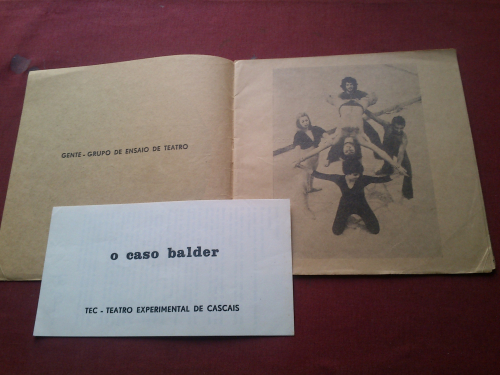 GENTE - GRUPO DE ENSAIO DE TEATRO
o caso balder
TEC - TEATRO EXPERIMENTAL DE CASCAIS